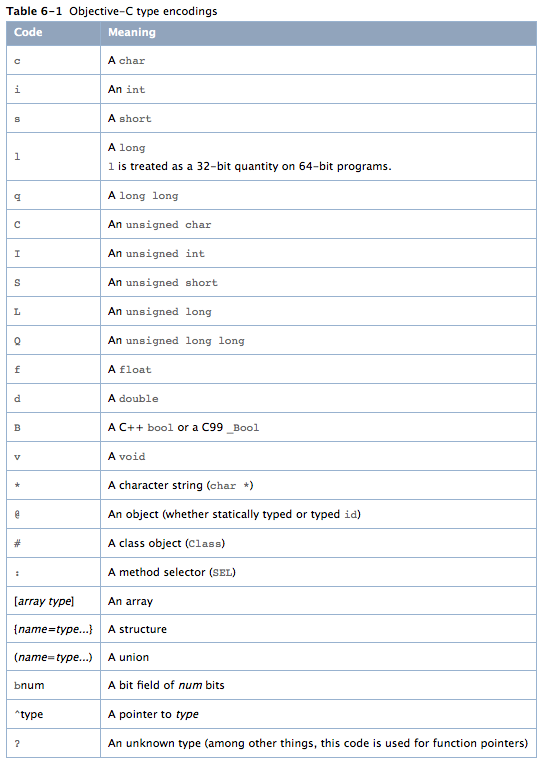 Table 6-1 Objective-C type encodings
Code Meaning
c A char
i An int
s A short
l A long
l is treated as a 32-bit quantity on 64-bit programs.
q A long long
C An unsigned char
I An unsigned int
S An unsigned short
L An unsigned long
Q An unsigned long long
f A float
d A double
B A C++ bool or a C99 _Bool
v A void
* A character string (char *)
@ An object (whether statically typed or typed id)
# A class object (Class)
: A method selector (SEL)
[array type] An array
{name=type...} A structure
(name=type...) A union
bnum A bit field of num bits
^type A pointer to type
? An unknown type (among other things, this code is used for function pointers)